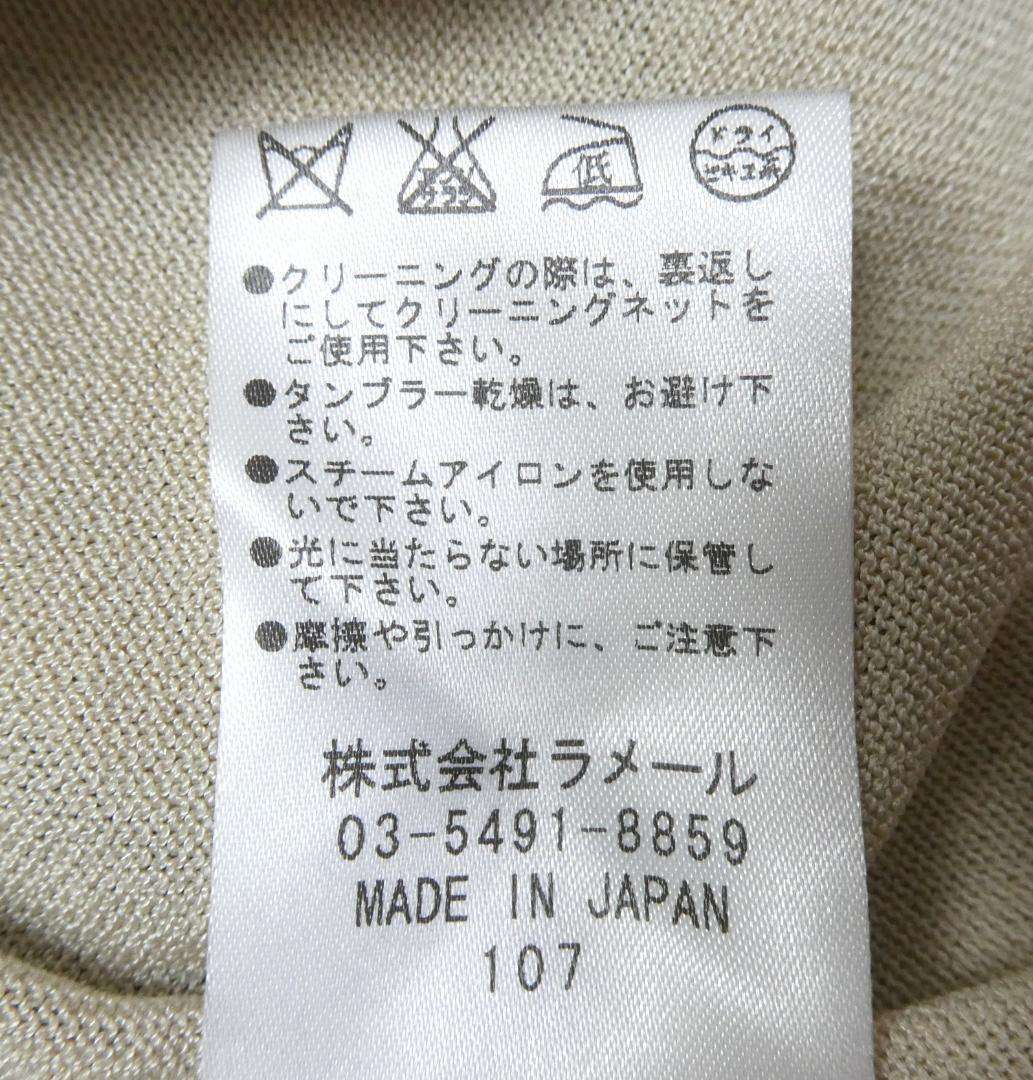 エンソ
サラシ
低
ドライ
セキユ系
●クリーニングの際は、裏返し
にしてクリーニングネットを
ご使用下さい。
●タンブラー乾燥は、お避け下
さい。
●スチームアイロンを使用しな
いで下さい。
●光に当たらない場所に保管し
て下さい。
●摩擦や引っかけに、ご注意下
さい。
株式会社ラメール
03-5491-8859
MADE IN JAPAN
107